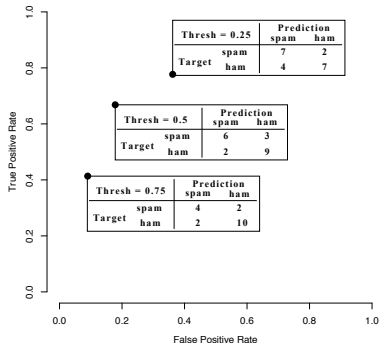 1.0
0.8
0.6
0.4
0.2
0.0
True Positive Rate
Thresh = 0.25 Prediction
spam ham
Target spam 7 2
ham 4 7
Thresh = 0.5 Prediction
spam ham
Target spam 6 3
ham 2 9
Thresh = 0.75 Prediction
spam ham
Target spam 4 2
ham 2 10
0.0 0.2 0.4 0.6 0.8 1.0
False Positive Rate